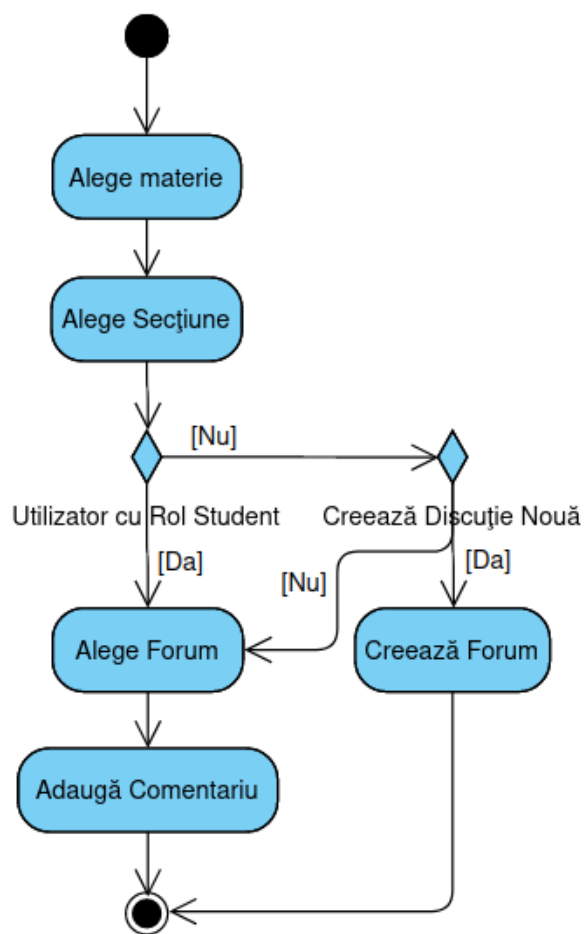 Alege materie
Alege Secţiune
[Nu]
Utilizator cu Rol Student
Creează Discuţie Nouă
[Da]
[Nu]
[Da]
Alege Forum
Creează Forum
Adaugă Comentariu